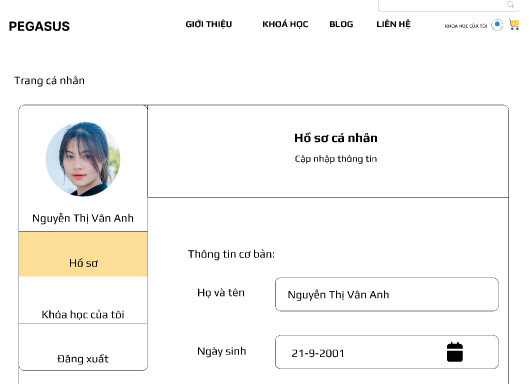 PEGASUS
GIỚI THIỆU
KHOÁ HỌC
BLOG
LIÊN HỆ
KHÓA HỌC CỦA TÔI
Trang cá nhân
Nguyễn Thị Vân Anh
Hồ sơ
Khóa học của tôi
Đăng xuất
Hồ sơ cá nhân
Cập nhập thông tin
Thông tin cơ bản:
Họ và tên
Nguyễn Thị Vân Anh
Ngày sinh
21-9-2001